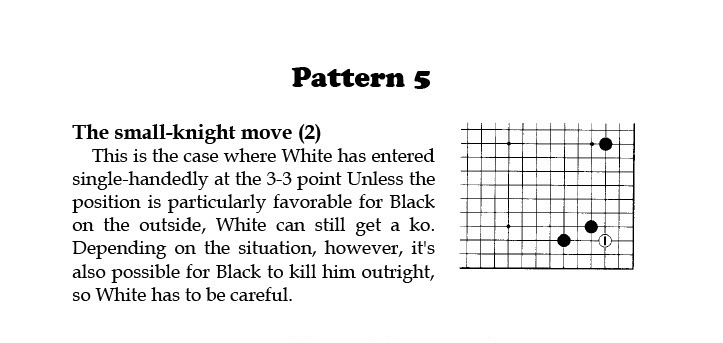 Pattern 5
The small-knight move (2)
This is the case where White has entered
single-handedly at the 3-3 point Unless the
position is particularly favorable for Black
on the outside, White can still get a ko.
Depending on the situation, however, it's
also possible for Black to kill him outright,
so White has to be careful.
1